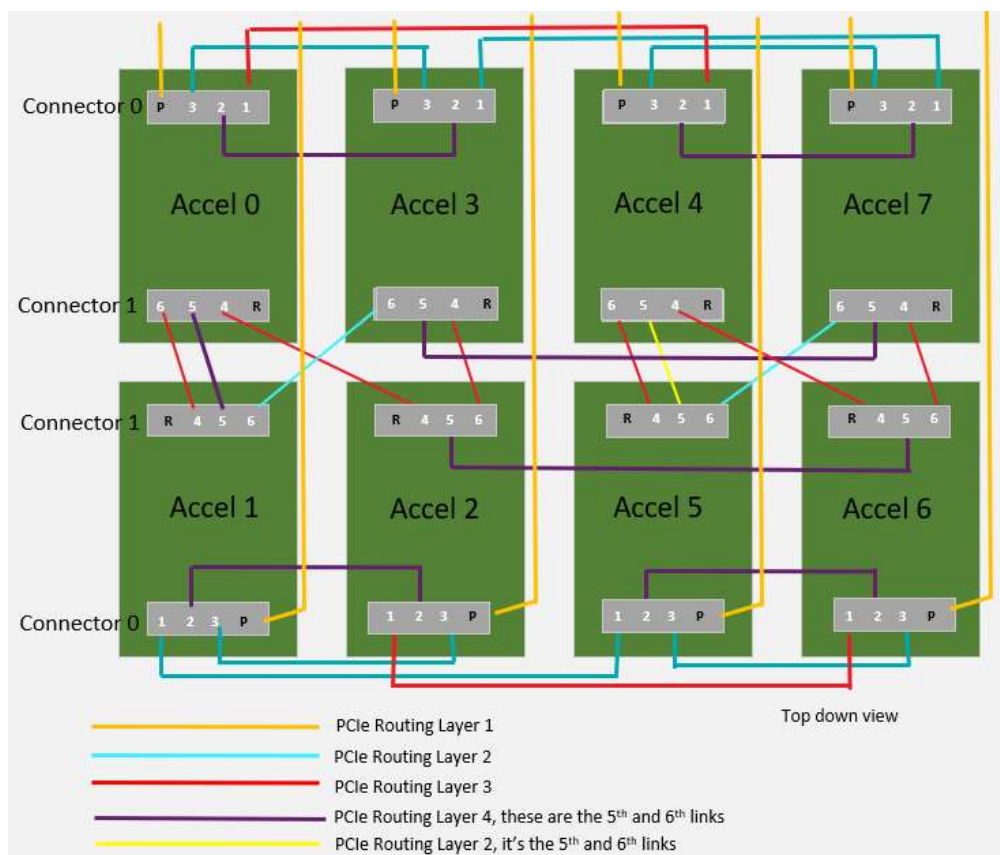 Connector 0
P 3 2 1
P 3 2 1
P 3 2 1
P 3 2 1
Accel 0
Accel 3
Accel 4
Accel 7
Connector 1
6 5 4 R
6 5 4 R
6 5 4 R
6 5 4 R
Connector 1
R 4 5 6
R 4 5 6
R 4 5 6
R 4 5 6
Accel 1
Accel 2
Accel 5
Accel 6
Connector 0
1 2 3 P
1 2 3 P
1 2 3 P
1 2 3 P
Top down view
PCIe Routing Layer 1
PCIe Routing Layer 2
PCIe Routing Layer 3
PCIe Routing Layer 4, these are the 5th and 6th links
PCIe Routing Layer 2, it's the 5th and 6th links